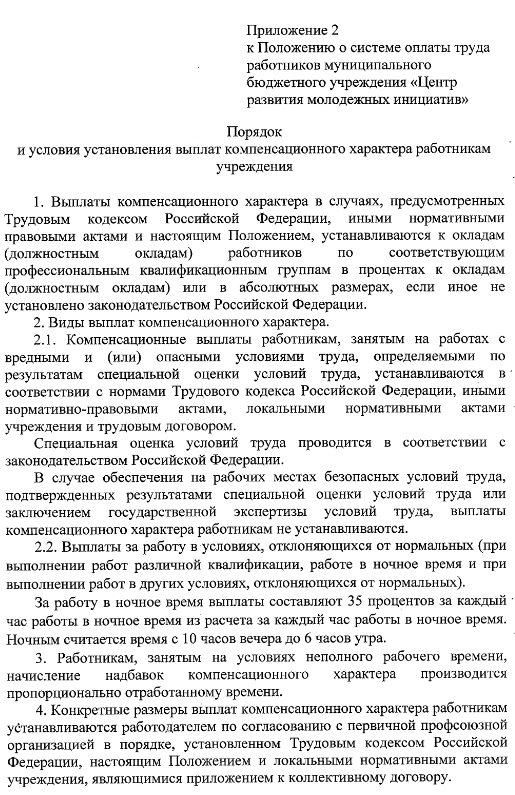 Приложение 2
к Положению о системе оплаты труда
работников муниципального
бюджетного учреждения «Центр
развития молодежных инициатив»
Порядок
и условия установления выплат компенсационного характера работникам
учреждения
1. Выплаты компенсационного характера в случаях, предусмотренных
Трудовым кодексом Российской Федерации, иными нормативными
правовыми актами и настоящим Положением, устанавливаются к окладам
(должностным окладам) работников по соответствующим
профессиональным квалификационным группам в процентах к окладам
(должностным окладам) или в абсолютных размерах, если иное не
установлено законодательством Российской Федерации.
2. Виды выплат компенсационного характера.
2.1. Компенсационные выплаты работникам, занятым на работах с
вредными и (или) опасными условиями труда, определяемыми по
результатам специальной оценки условий труда, устанавливаются в
соответствии с нормами Трудового кодекса Российской Федерации, иными
нормативно-правовыми актами, локальными нормативными актами
учреждения и трудовым договором.
Специальная оценка условий труда проводится в соответствии с
законодательством Российской Федерации.
В случае обеспечения на рабочих местах безопасных условий труда,
подтвержденных результатами специальной оценки условий труда или
заключением государственной экспертизы условий труда, выплаты
компенсационного характера работникам не устанавливаются.
2.2. Выплаты за работу в условиях, отклоняющихся от нормальных (при
выполнении работ различной квалификации, работе в ночное время и при
выполнении работ в других условиях, отклоняющихся от нормальных).
За работу в ночное время выплаты составляют 35 процентов за каждый
час работы в ночное время из расчета за каждый час работы в ночное время.
Ночным считается время с 10 часов вечера до 6 часов утра.
3. Работникам, занятым на условиях неполного рабочего времени,
начисление надбавок компенсационного характера производится
пропорционально отработанному времени.
4. Конкретные размеры выплат компенсационного характера работникам
устанавливаются работодателем по согласованию с первичной профсоюзной
организацией в порядке, установленном Трудовым кодексом Российской
Федерации, настоящим Положением и локальными нормативными актами
учреждения, являющимися приложением к коллективному договору.